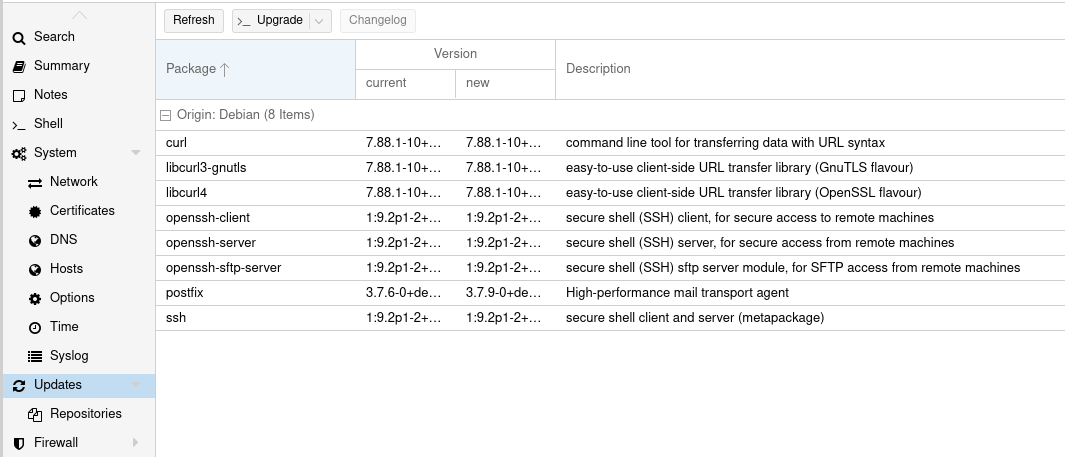 Search
Summary
Notes
Shell
System
Network
Certificates
DNS
Hosts
Options
Time
Syslog
Updates
Repositories
Firewall
Refresh >_ Upgrade Changelog
Package ↑ Version Description
current new
Origin: Debian (8 Items)
curl 7.88.1-10+... 7.88.1-10+... command line tool for transferring data with URL syntax
libcurl3-gnutls 7.88.1-10+... 7.88.1-10+... easy-to-use client-side URL transfer library (GnuTLS flavour)
libcurl4 7.88.1-10+... 7.88.1-10+... easy-to-use client-side URL transfer library (OpenSSL flavour)
openssh-client 1:9.2p1-2+... 1:9.2p1-2+... secure shell (SSH) client, for secure access to remote machines
openssh-server 1:9.2p1-2+... 1:9.2p1-2+... secure shell (SSH) server, for secure access from remote machines
openssh-sftp-server 1:9.2p1-2+... 1:9.2p1-2+... secure shell (SSH) sftp server module, for SFTP access from remote machines
postfix 3.7.6-0+de... 3.7.9-0+de... High-performance mail transport agent
ssh 1:9.2p1-2+... 1:9.2p1-2+... secure shell client and server (metapackage)